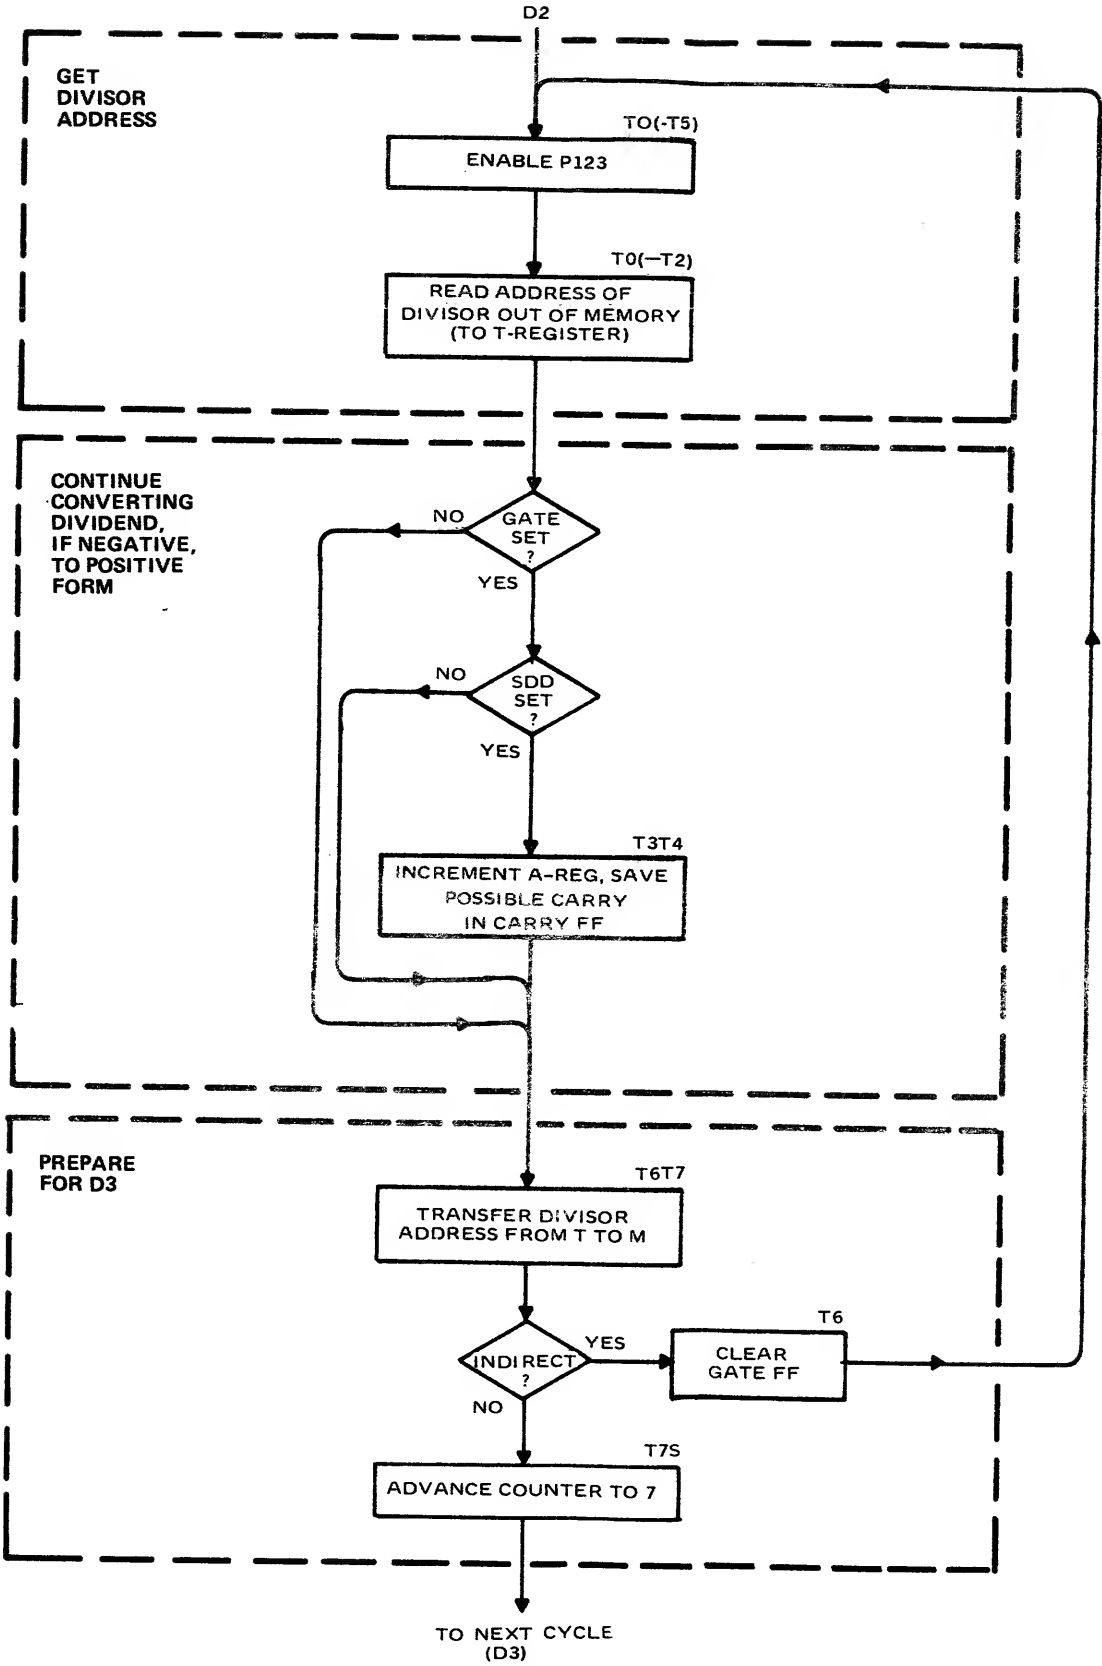 D2
GET
DIVISOR
ADDRESS
TO(-T5)
ENABLE P123
T0(—T2)
READ ADDRESS OF
DIVISOR OUT OF MEMORY
(TO T-REGISTER)
CONTINUE
CONVERTING
DIVIDEND,
IF NEGATIVE,
TO POSITIVE
FORM
NO
GATE
SET
?
YES
NO
SDD
SET
?
YES
T3T4
INCREMENT A-REG, SAVE
POSSIBLE CARRY
IN CARRY FF
PREPARE
FOR D3
T6T7
TRANSFER DIVISOR
ADDRESS FROM T TO M
INDIRECT
?
YES
T6
CLEAR
GATE FF
NO
T7S
ADVANCE COUNTER TO 7
TO NEXT CYCLE
(D3)